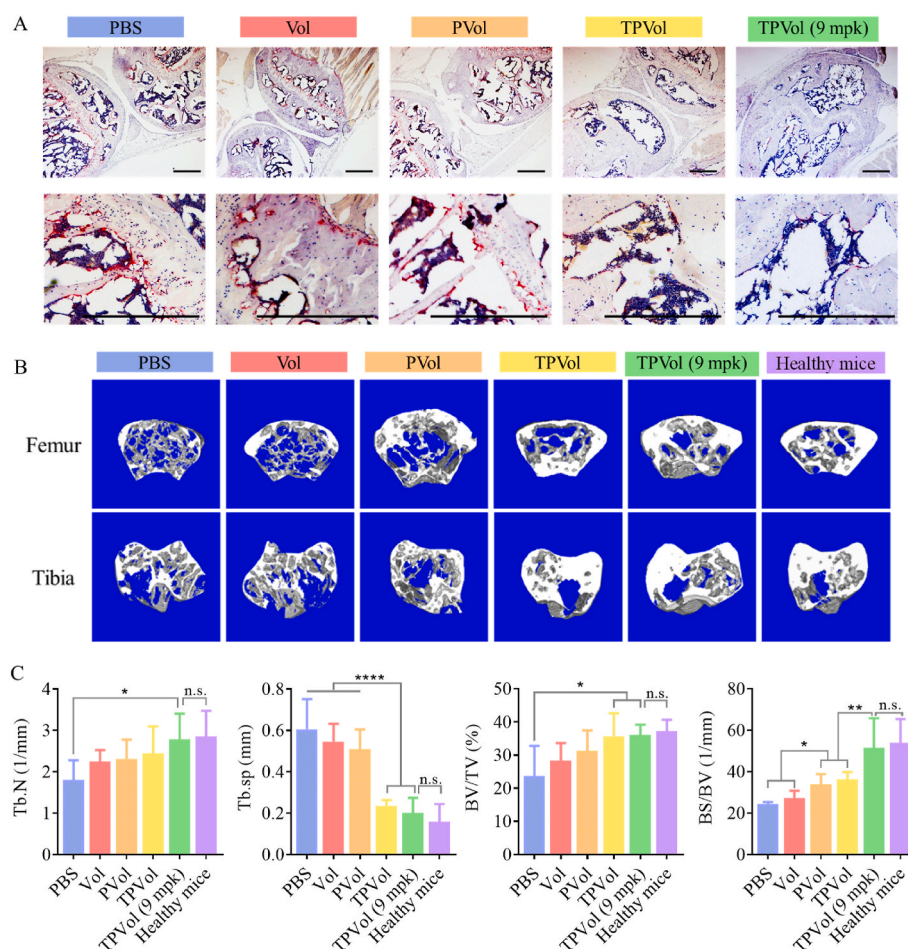 A
PBS Vol PVol TPVol TPVol (9 mpk)
B
PBS Vol PVol TPVol TPVol (9 mpk) Healthy mice
Femur
Tibia
C
Tb.N (1/mm)
4
3
2
1
0
*
n.s.
PBS
Vol
PVol
TPVol
TPVol (9 mpk)
Healthy mice
Tb.sp (mm)
0.8
0.6
0.4
0.2
0.0
****
n.s.
PBS
Vol
PVol
TPVol
TPVol (9 mpk)
Healthy mice
BV/TV (%)
50
40
30
20
10
0
*
n.s.
PBS
Vol
PVol
TPVol
TPVol (9 mpk)
Healthy mice
BS/BV (1/mm)
80
60
40
20
0
*
**
n.s.
PBS
Vol
PVol
TPVol
TPVol (9 mpk)
Healthy mice